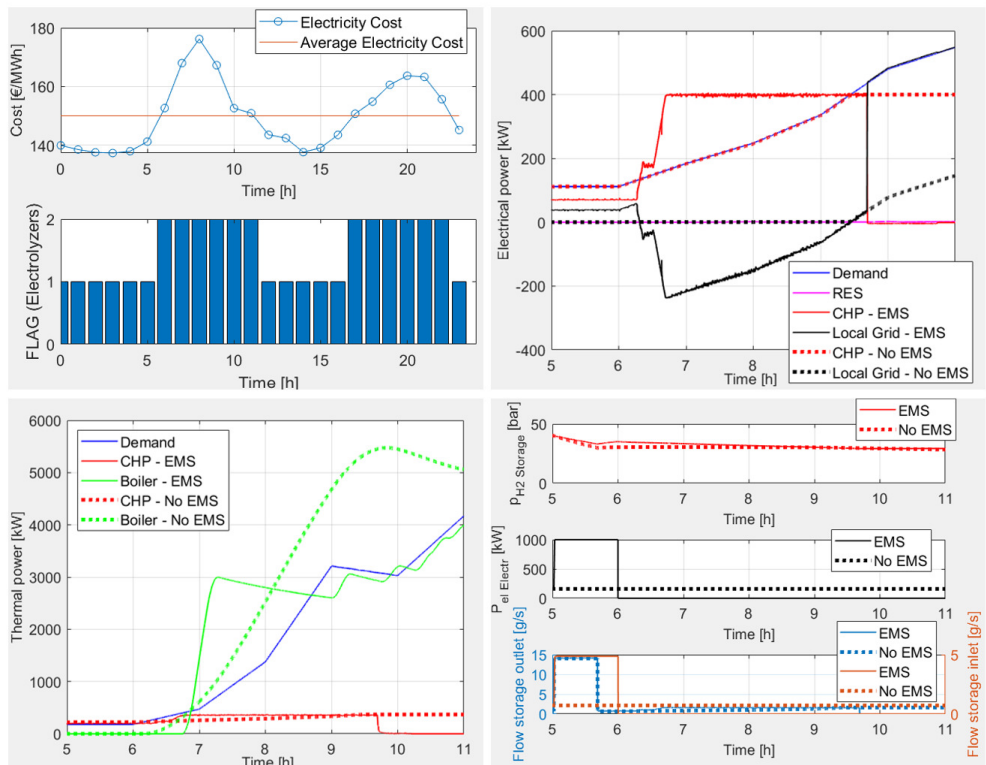 180
160
140
Cost [€/MWh]
Electricity Cost
Average Electricity Cost
0 5 10 15 20
Time [h]
2
1
0
FLAG (Electrolyzers)
0 5 10 15 20
Time [h]
600
400
200
0
-200
-400
Electrical power [kW]
Demand
RES
CHP - EMS
Local Grid - EMS
CHP - No EMS
Local Grid - No EMS
5 6 7 8 9 10 11
Time [h]
6000
5000
4000
3000
2000
1000
0
Thermal power [kW]
Demand
CHP - EMS
Boiler - EMS
CHP - No EMS
Boiler - No EMS
5 6 7 8 9 10 11
Time [h]
50
0
pH2 Storage [bar]
EMS
No EMS
5 6 7 8 9 10 11
Time [h]
1000
500
0
Pel Electr [kW]
EMS
No EMS
5 6 7 8 9 10 11
Time [h]
15
10
5
0
Flow storage outlet [g/s]
EMS
No EMS
EMS
No EMS
5
0
Flow storage inlet [g/s]
5 6 7 8 9 10 11
Time [h]